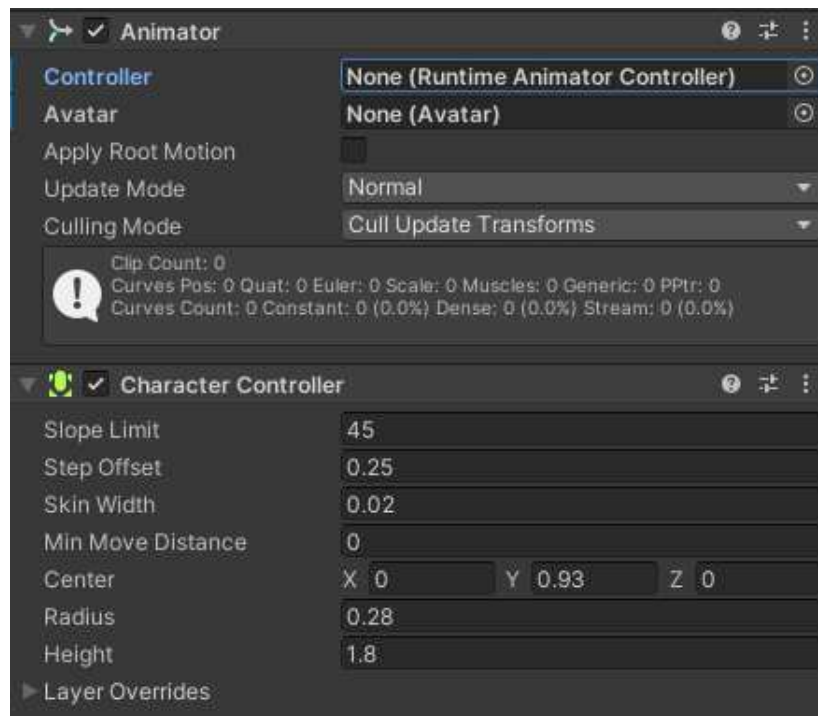 Animator
Controller None (Runtime Animator Controller)
Avatar None (Avatar)
Apply Root Motion
Update Mode Normal
Culling Mode Cull Update Transforms
Clip Count: 0
Curves Pos: 0 Quat: 0 Euler: 0 Scale: 0 Muscles: 0 Generic: 0 PPtr: 0
Curves Count: 0 Constant: 0 (0.0%) Dense: 0 (0.0%) Stream: 0 (0.0%)
Character Controller
Slope Limit 45
Step Offset 0.25
Skin Width 0.02
Min Move Distance 0
Center X 0 Y 0.93 Z 0
Radius 0.28
Height 1.8
Layer Overrides